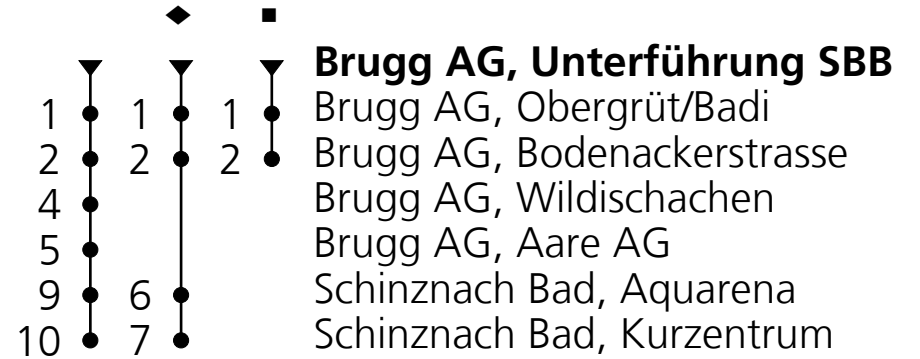 ◆ ■
Brugg AG, Unterführung SBB
1 1 1 Brugg AG, Obergrüt/Badi
2 2 2 Brugg AG, Bodenackerstrasse
4 Brugg AG, Wildischachen
5 Brugg AG, Aare AG
9 6 Schinznach Bad, Aquarena
10 7 Schinznach Bad, Kurzentrum